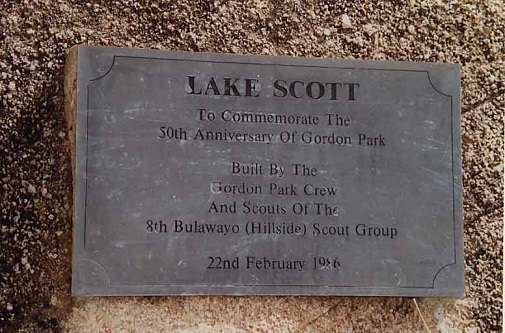 LAKE SCOTT
To Commemorate The
50th Anniversary Of Gordon Park
Built By The
Gordon Park Crew
And Scouts Of The
8th Bulawayo (Hillside) Scout Group
22nd February 1986